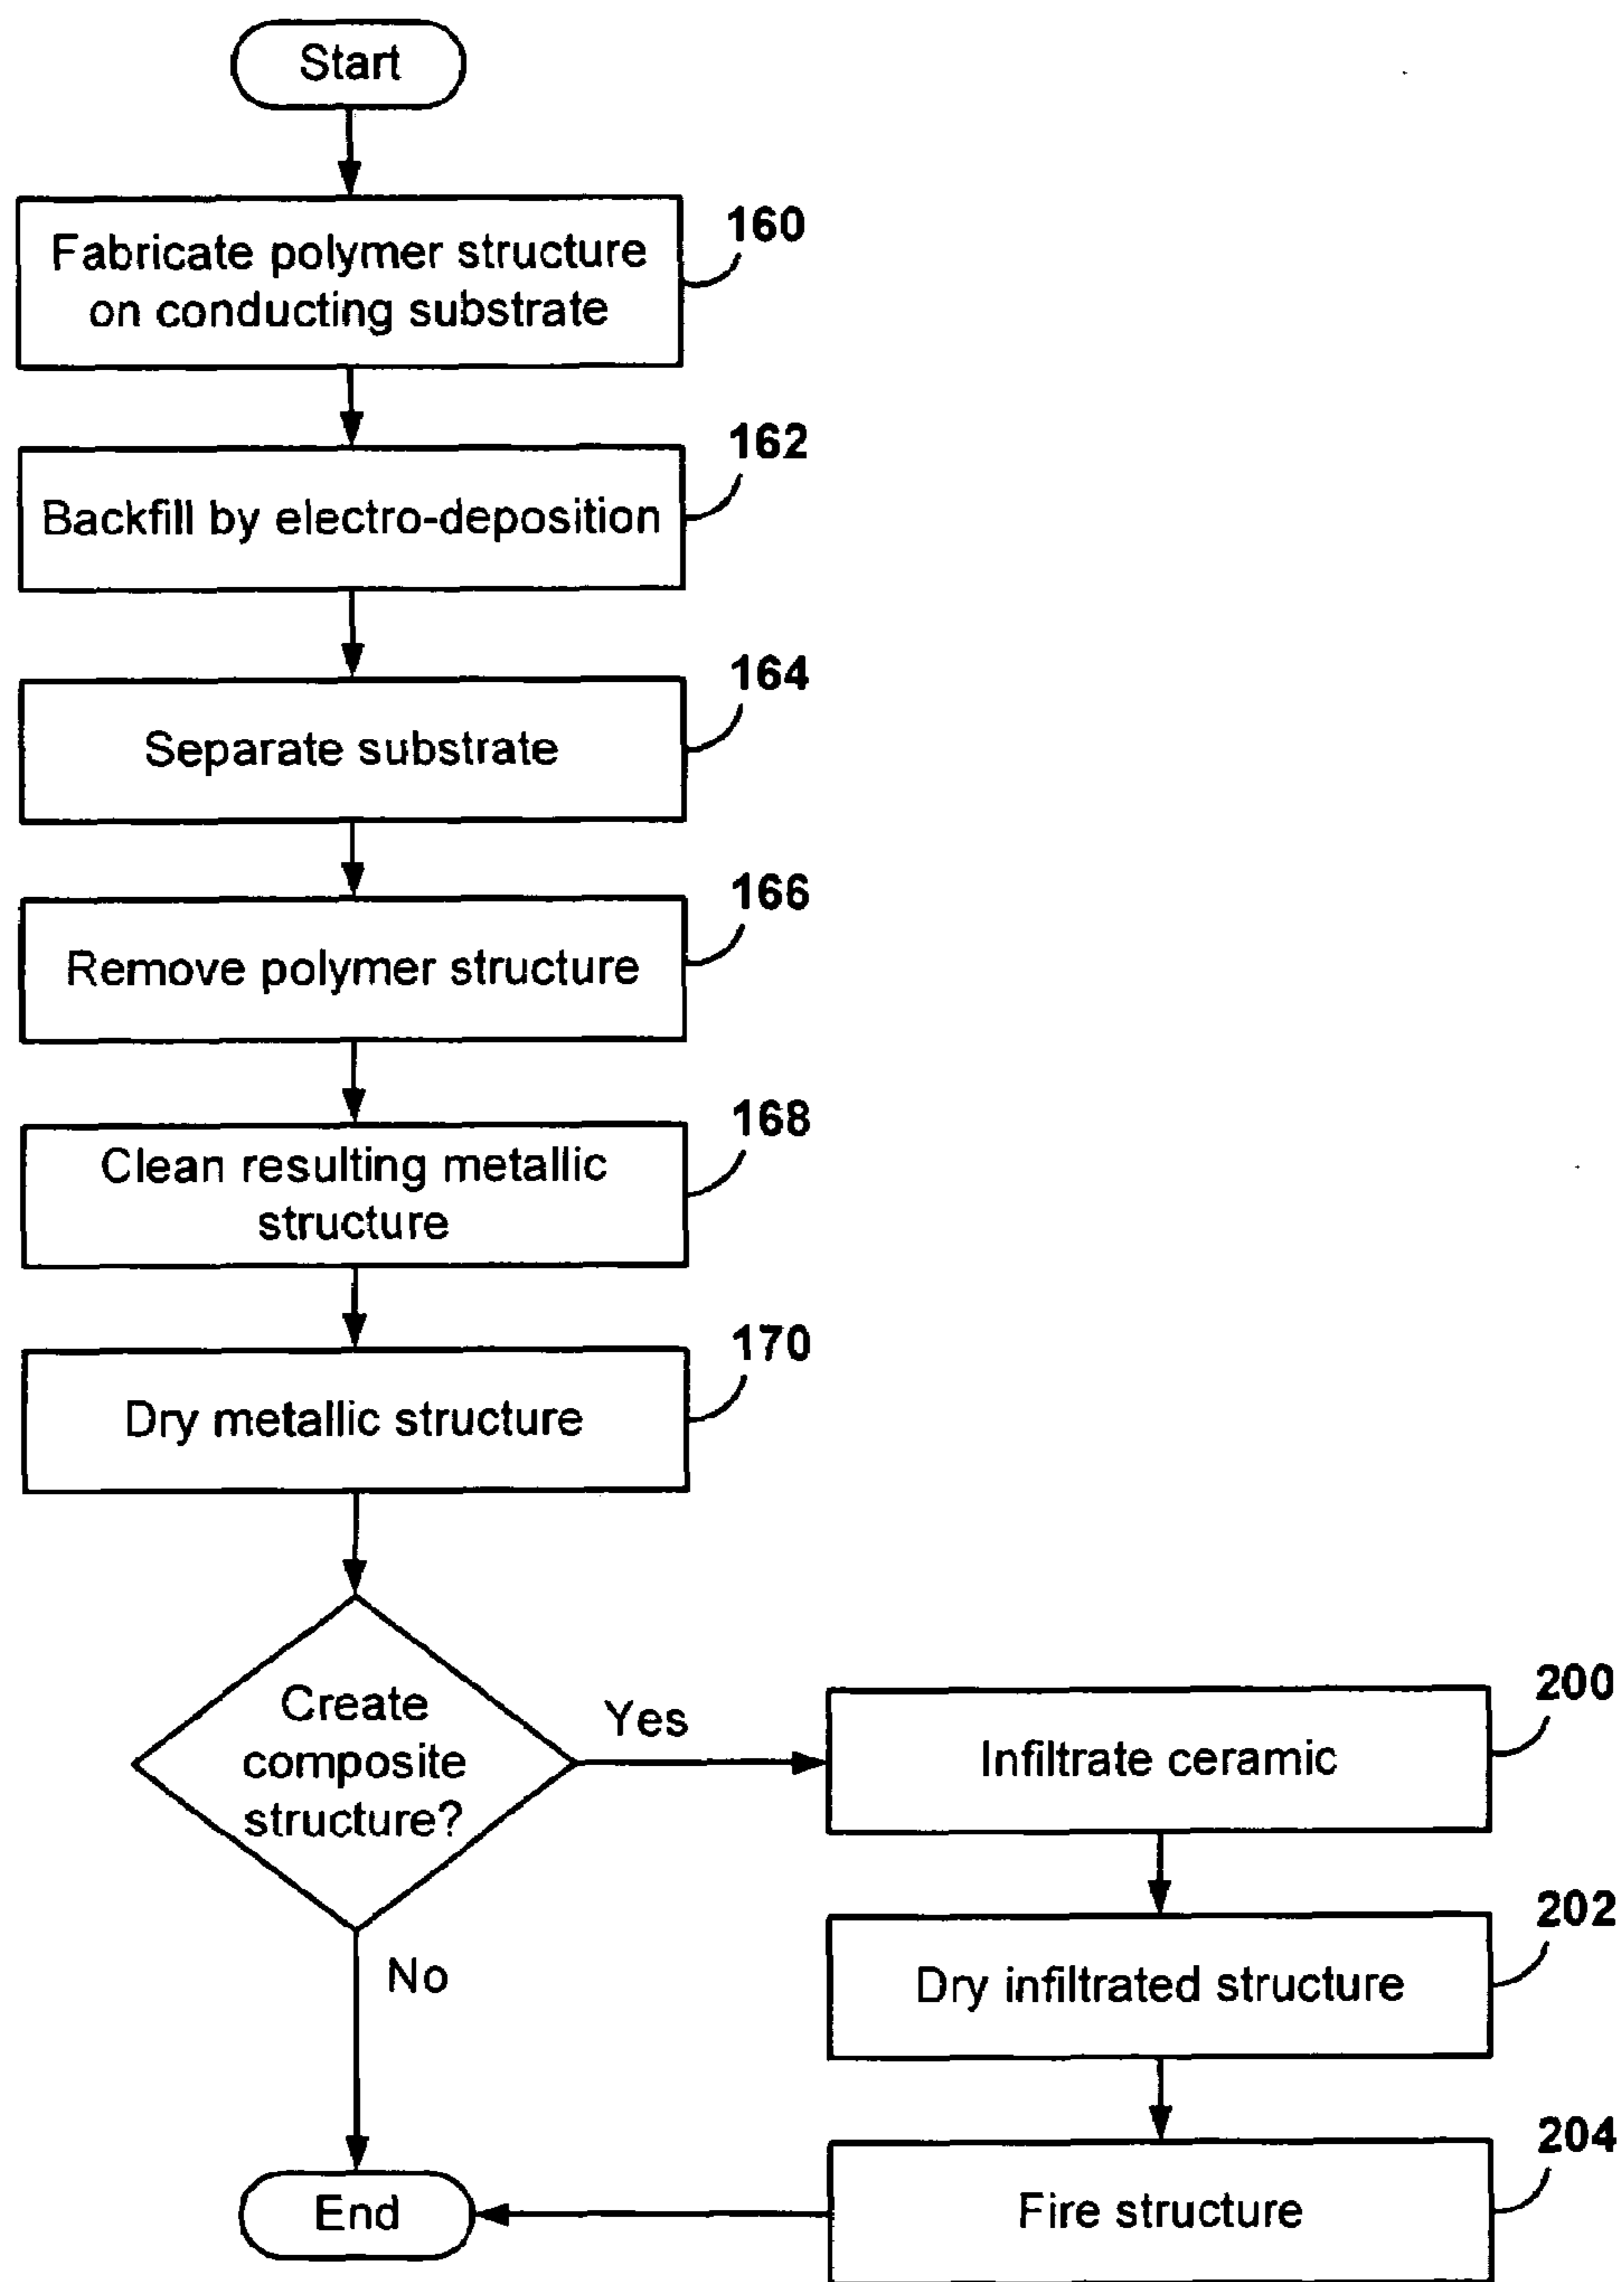 Start
160
Fabricate polymer structure
on conducting substrate
162
Backfill by electro-deposition
164
Separate substrate
166
Remove polymer structure
168
Clean resulting metallic
structure
170
Dry metallic structure
Create
composite
structure?
Yes
200
Infiltrate ceramic
202
Dry infiltrated structure
No
204
Fire structure
End